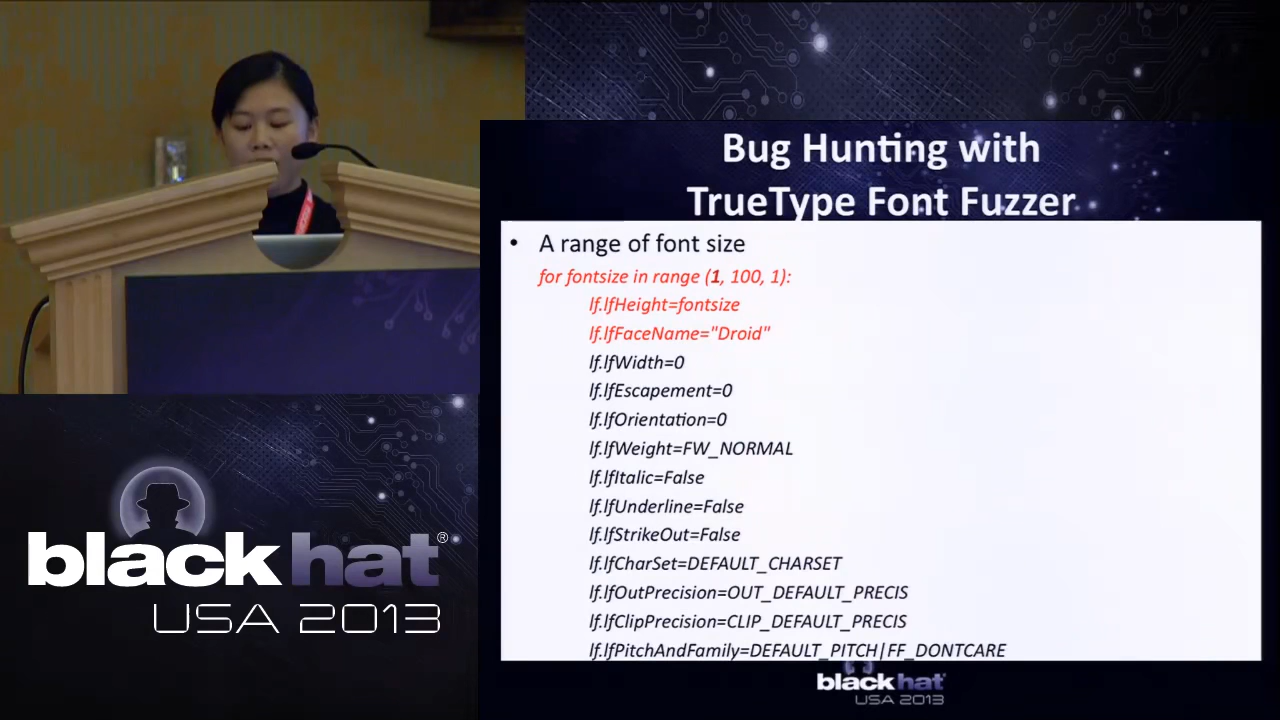 Bug Hunting with
TrueType Font Fuzzer
• A range of font size
for fontsize in range (1, 100, 1):
lf.lfHeight=fontsize
lf.lfFaceName="Droid"
lf.lfWidth=0
lf.lfEscapement=0
lf.lfOrientation=0
lf.lfWeight=FW_NORMAL
lf.lfItalic=False
lf.lfUnderline=False
lf.lfStrikeOut=False
lf.lfCharSet=DEFAULT_CHARSET
lf.lfOutPrecision=OUT_DEFAULT_PRECIS
lf.lfClipPrecision=CLIP_DEFAULT_PRECIS
lf.lfPitchAndFamily=DEFAULT_PITCH|FF_DONTCARE
black hat®
USA 2013
black hat
USA 2013